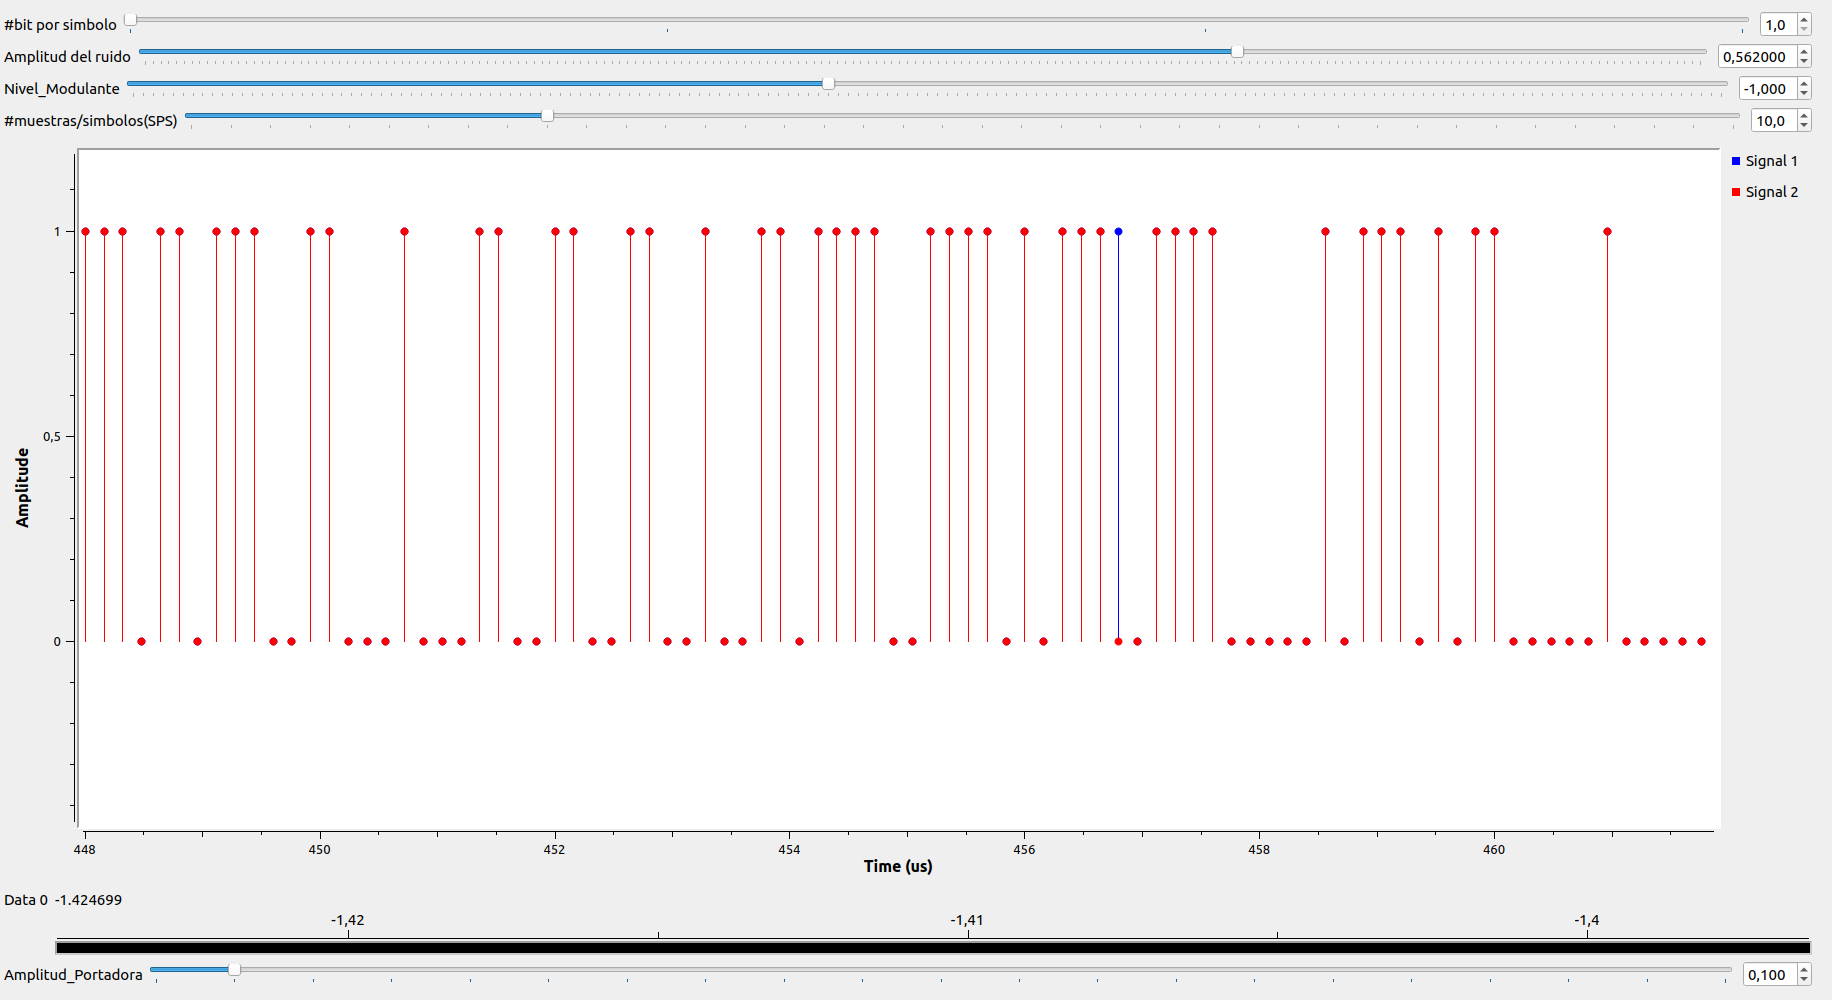 #bit por simbolo 1,0
Amplitud del ruido 0,562000
Nivel_Modulante -1,000
#muestras/simbolos(SPS) 10,0
Signal 1
Signal 2
1
0,5
0
Amplitude
448 450 452 454 456 458 460
Time (us)
Data 0 -1.424699
-1,42 -1,41 -1,4
Amplitud_Portadora 0,100